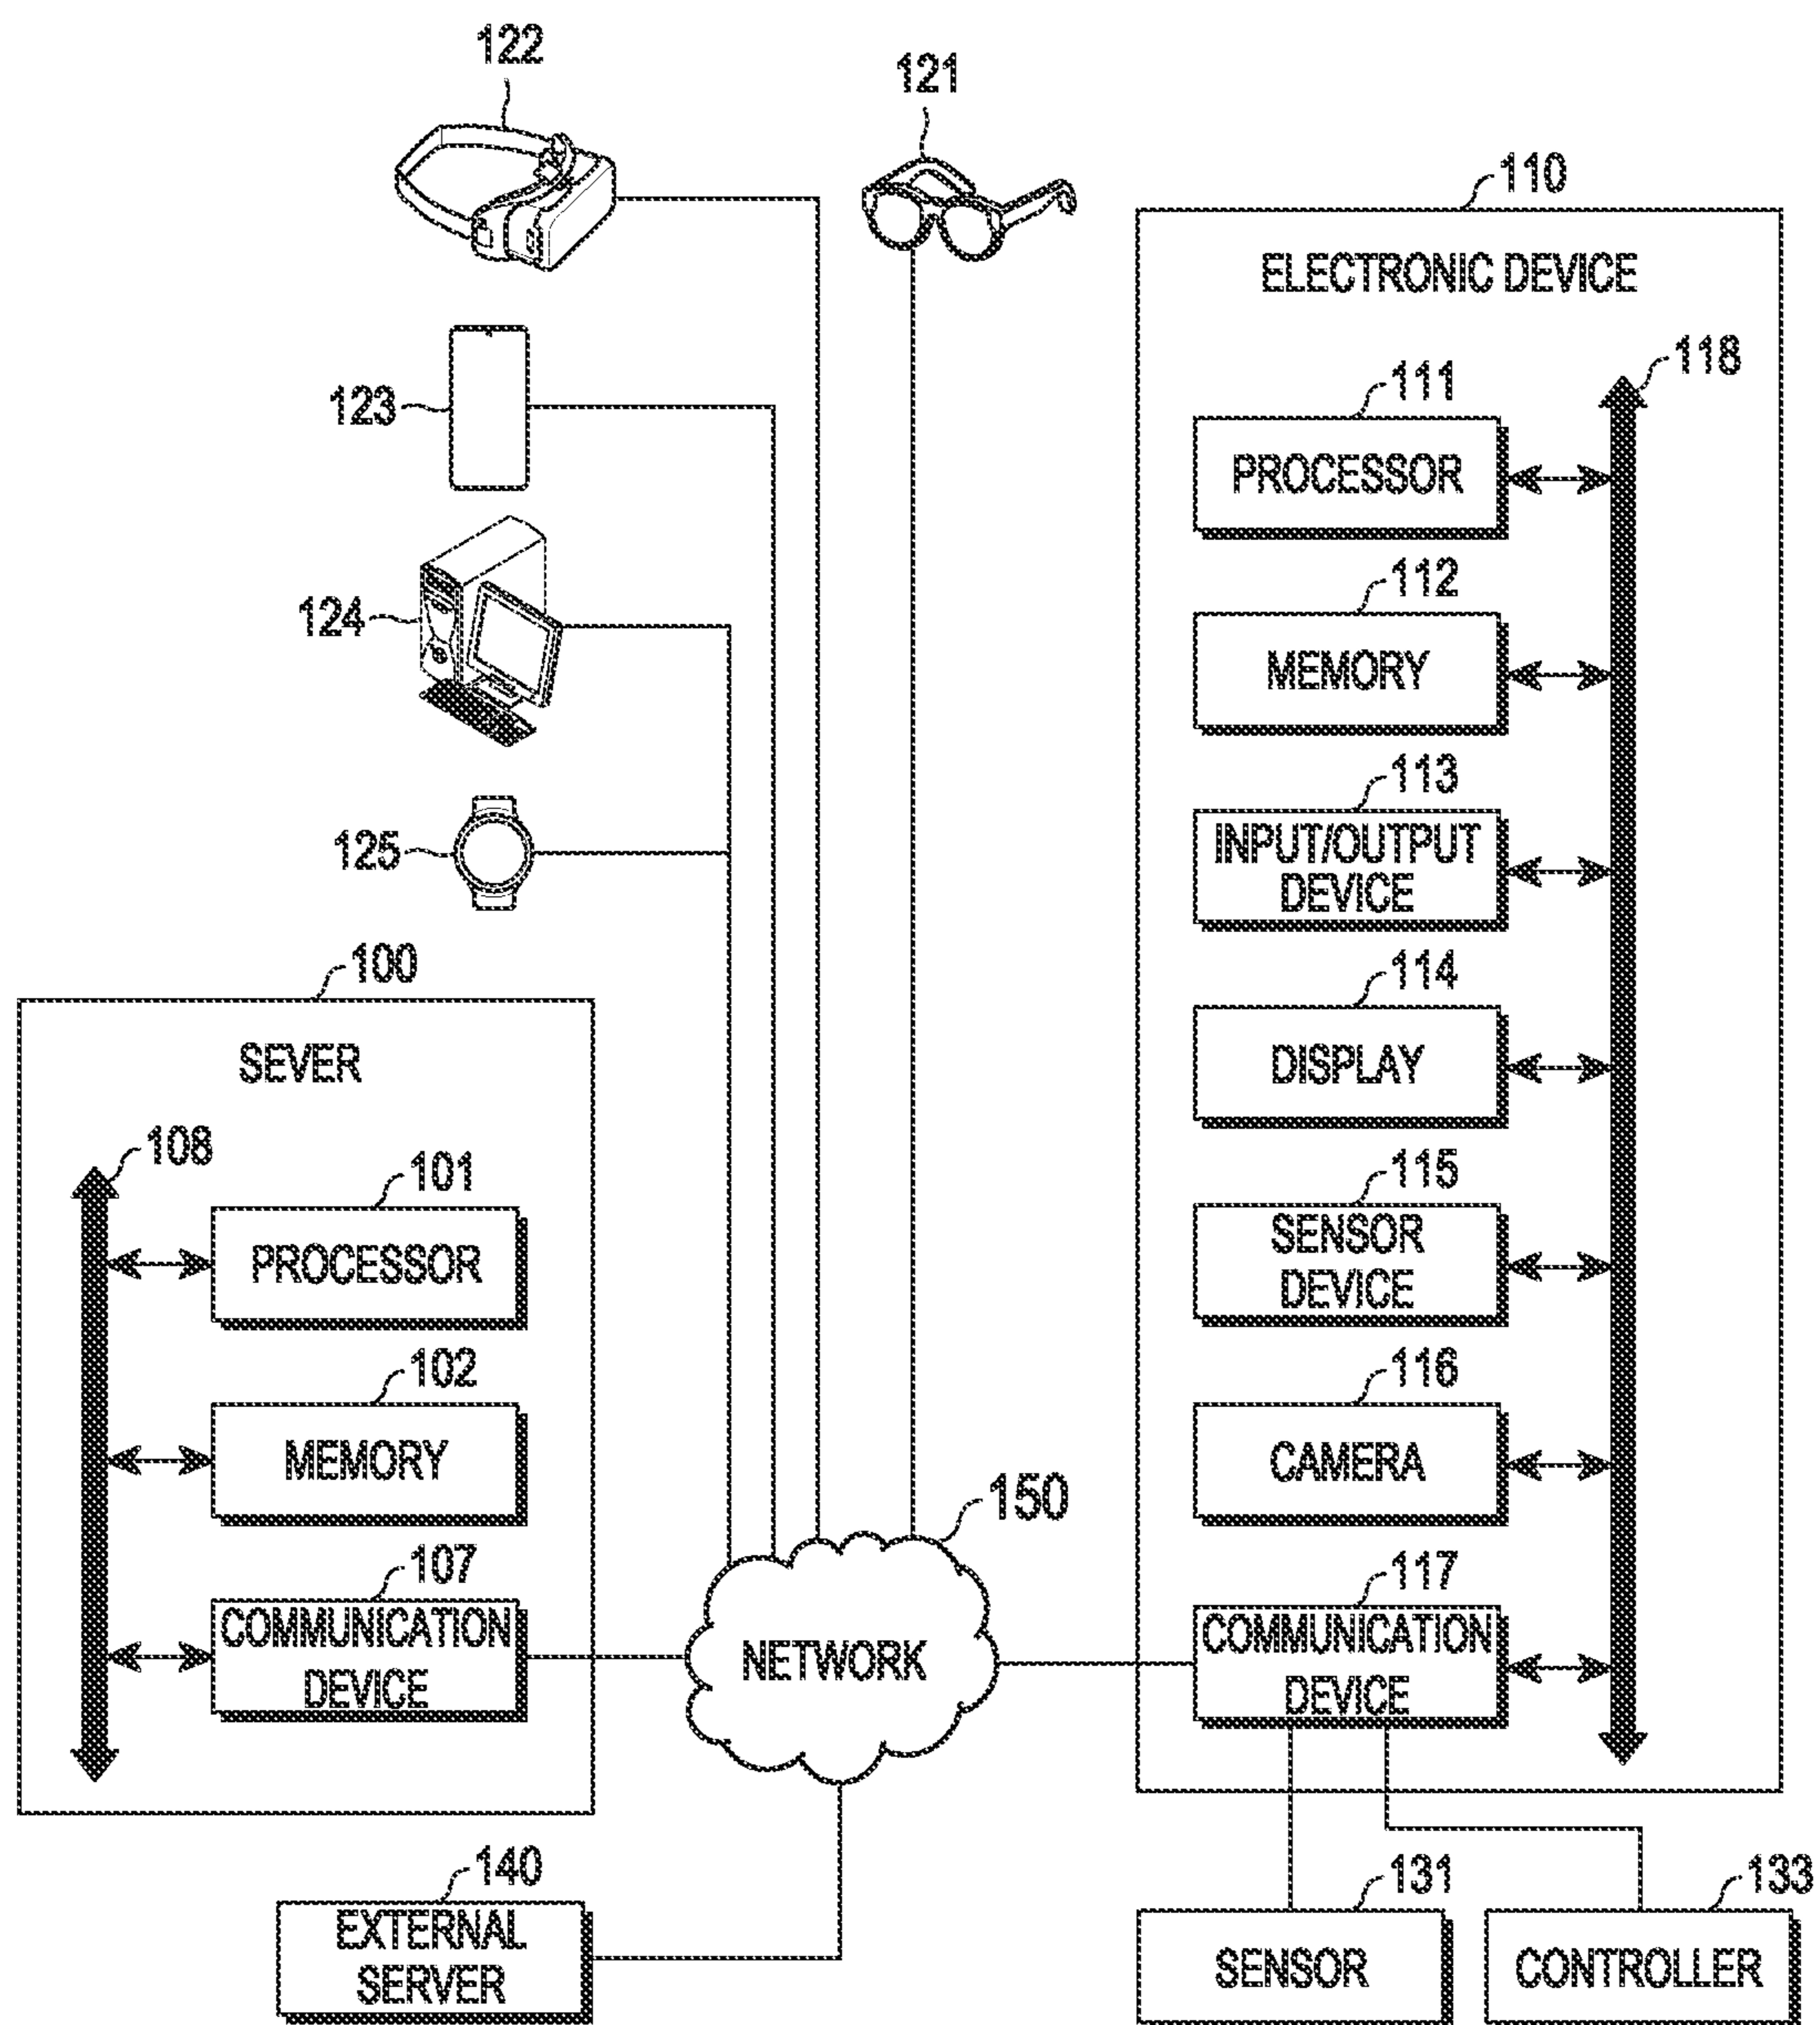 122
121
110
ELECTRONIC DEVICE
118
111
PROCESSOR
123
112
MEMORY
124
113
INPUT/OUTPUT
DEVICE
125
100
SEVER
114
DISPLAY
108
101
PROCESSOR
115
SENSOR
DEVICE
102
MEMORY
116
CAMERA
150
NETWORK
107
COMMUNICATION
DEVICE
117
COMMUNICATION
DEVICE
140
EXTERNAL
SERVER
131
SENSOR
133
CONTROLLER